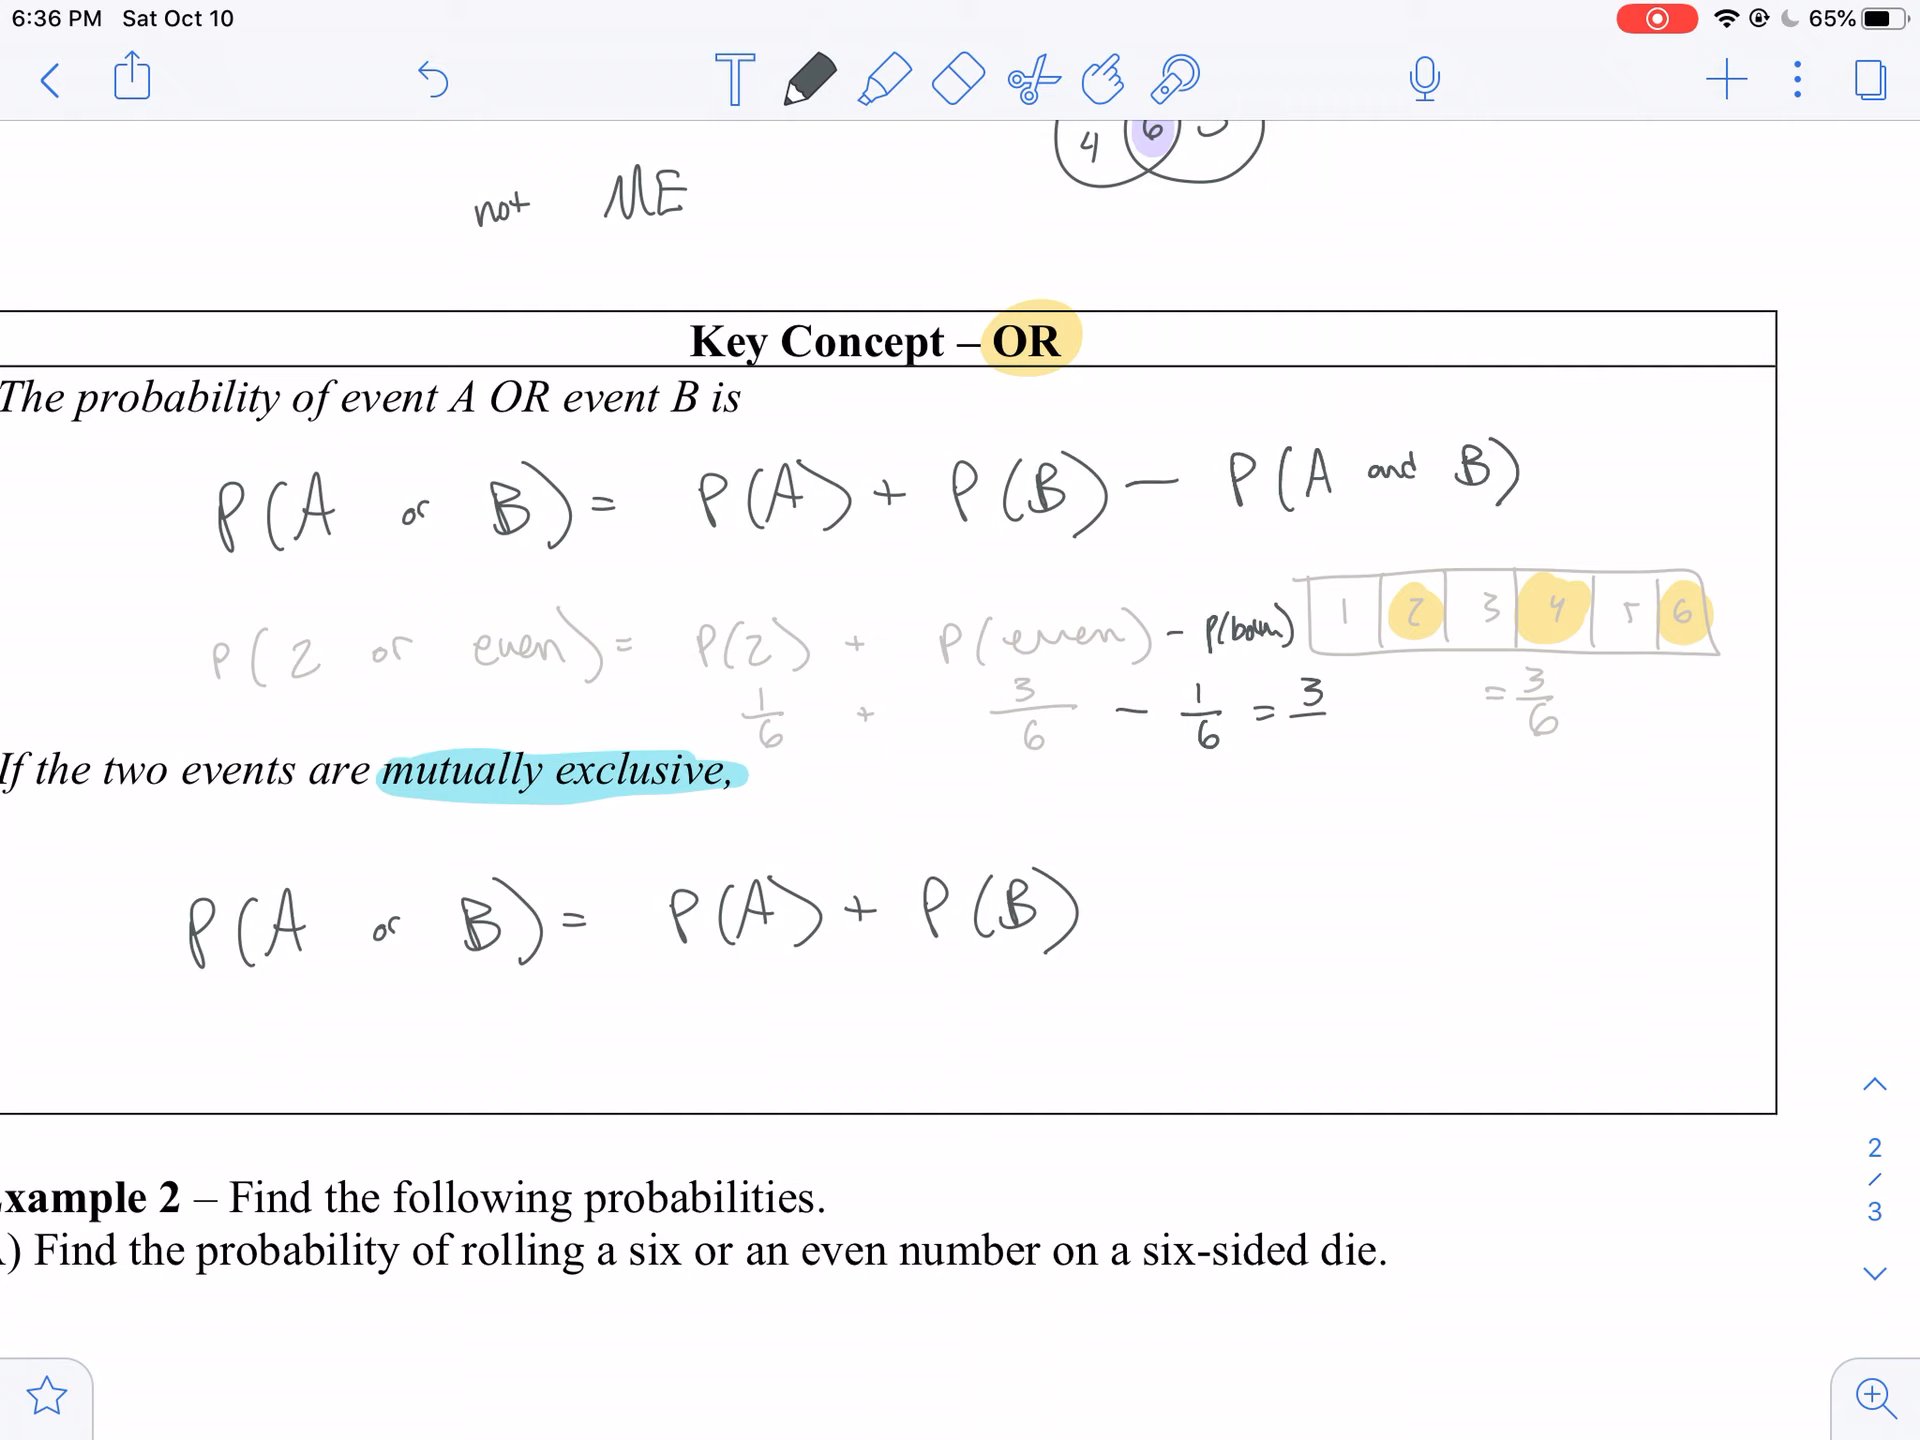 6:36 PM Sat Oct 10 65%
4 6
not ME
Key Concept – OR
The probability of event A OR event B is
P(A or B) = P(A) + P(B) – P(A and B)
P(2 or even) = P(2) + P(even) - P(both) 1 2 3 4 5 6
1/6 + 3/6 – 1/6 = 3 = 3/6
If the two events are mutually exclusive,
P(A or B) = P(A) + P(B)
2
/
3
xample 2 – Find the following probabilities.
) Find the probability of rolling a six or an even number on a six-sided die.